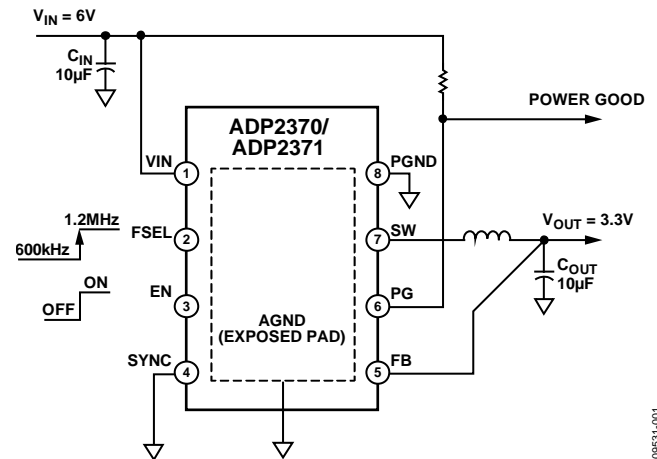 VIN = 6V
CIN
10µF
POWER GOOD
ADP2370/
ADP2371
VIN
1
8
PGND
1.2MHz
600kHz
FSEL
2
7
SW
VOUT = 3.3V
COUT
10µF
ON
OFF
EN
3
6
PG
AGND
(EXPOSED PAD)
SYNC
4
5
FB
09531-001